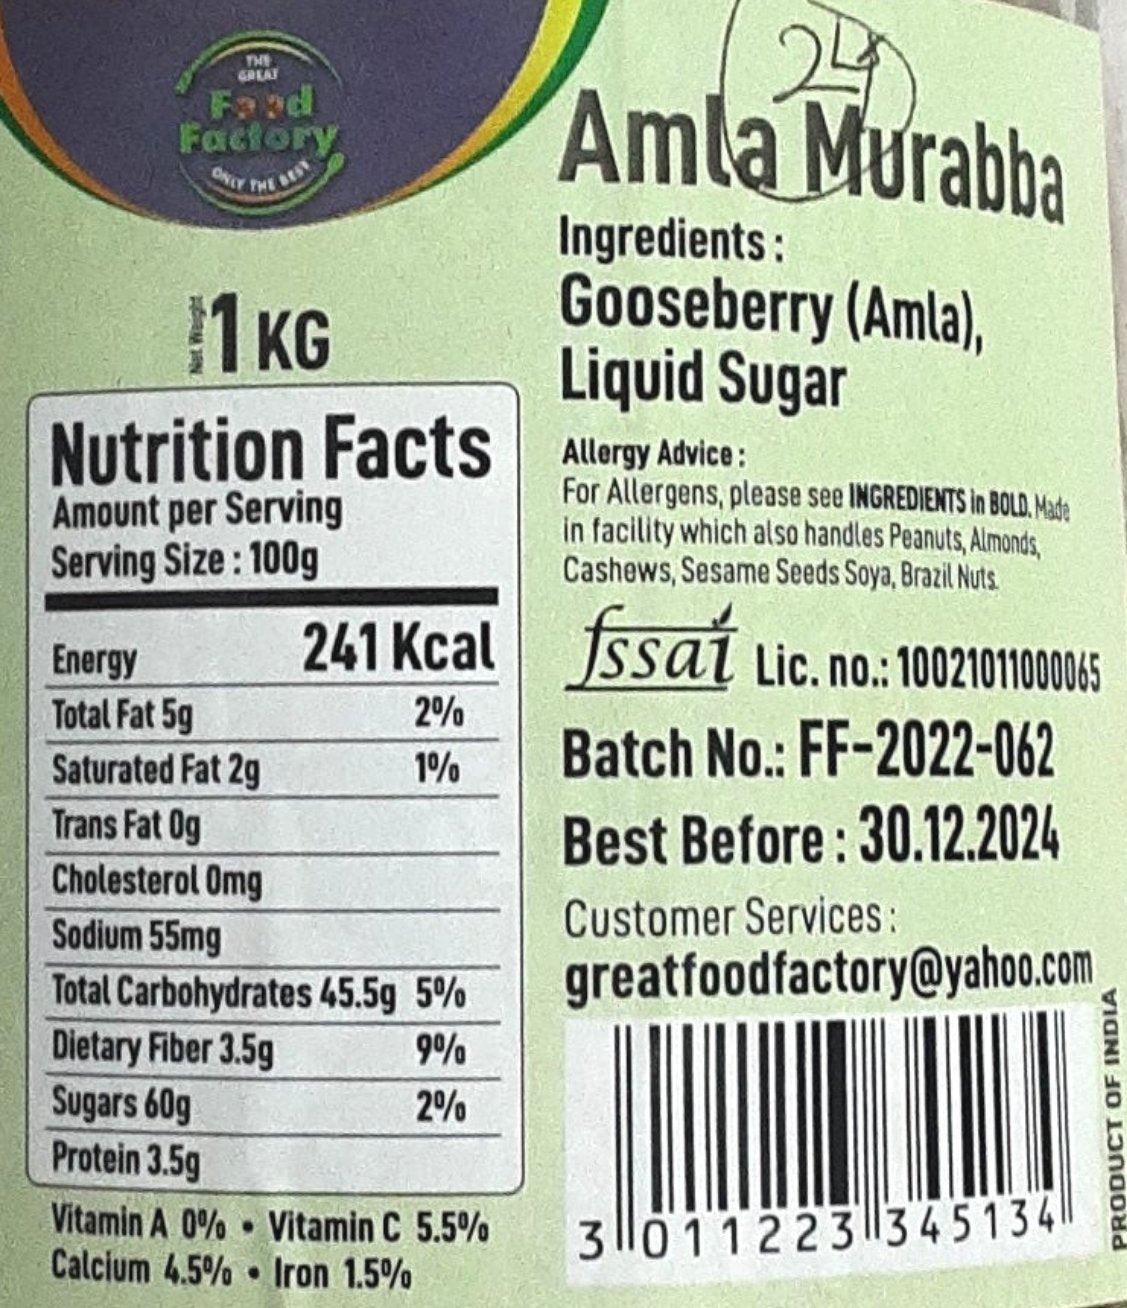 THE
GREAT
Food
Factory
ONLY THE BEST
Net Weight
1 KG
Nutrition Facts
Amount per Serving
Serving Size : 100g
Energy 241 Kcal
Total Fat 5g 2%
Saturated Fat 2g 1%
Trans Fat 0g
Cholesterol 0mg
Sodium 55mg
Total Carbohydrates 45.5g 5%
Dietary Fiber 3.5g 9%
Sugars 60g 2%
Protein 3.5g
Vitamin A 0% • Vitamin C 5.5%
Calcium 4.5% • Iron 1.5%
Amla Murabba
Ingredients :
Gooseberry (Amla),
Liquid Sugar
Allergy Advice :
For Allergens, please see INGREDIENTS in BOLD. Made
in facility which also handles Peanuts, Almonds,
Cashews, Sesame Seeds Soya, Brazil Nuts.
fssai Lic. no.: 10021011000065
Batch No.: FF-2022-062
Best Before : 30.12.2024
Customer Services :
greatfoodfactory@yahoo.com
3 011223 345134
PRODUCT OF INDIA